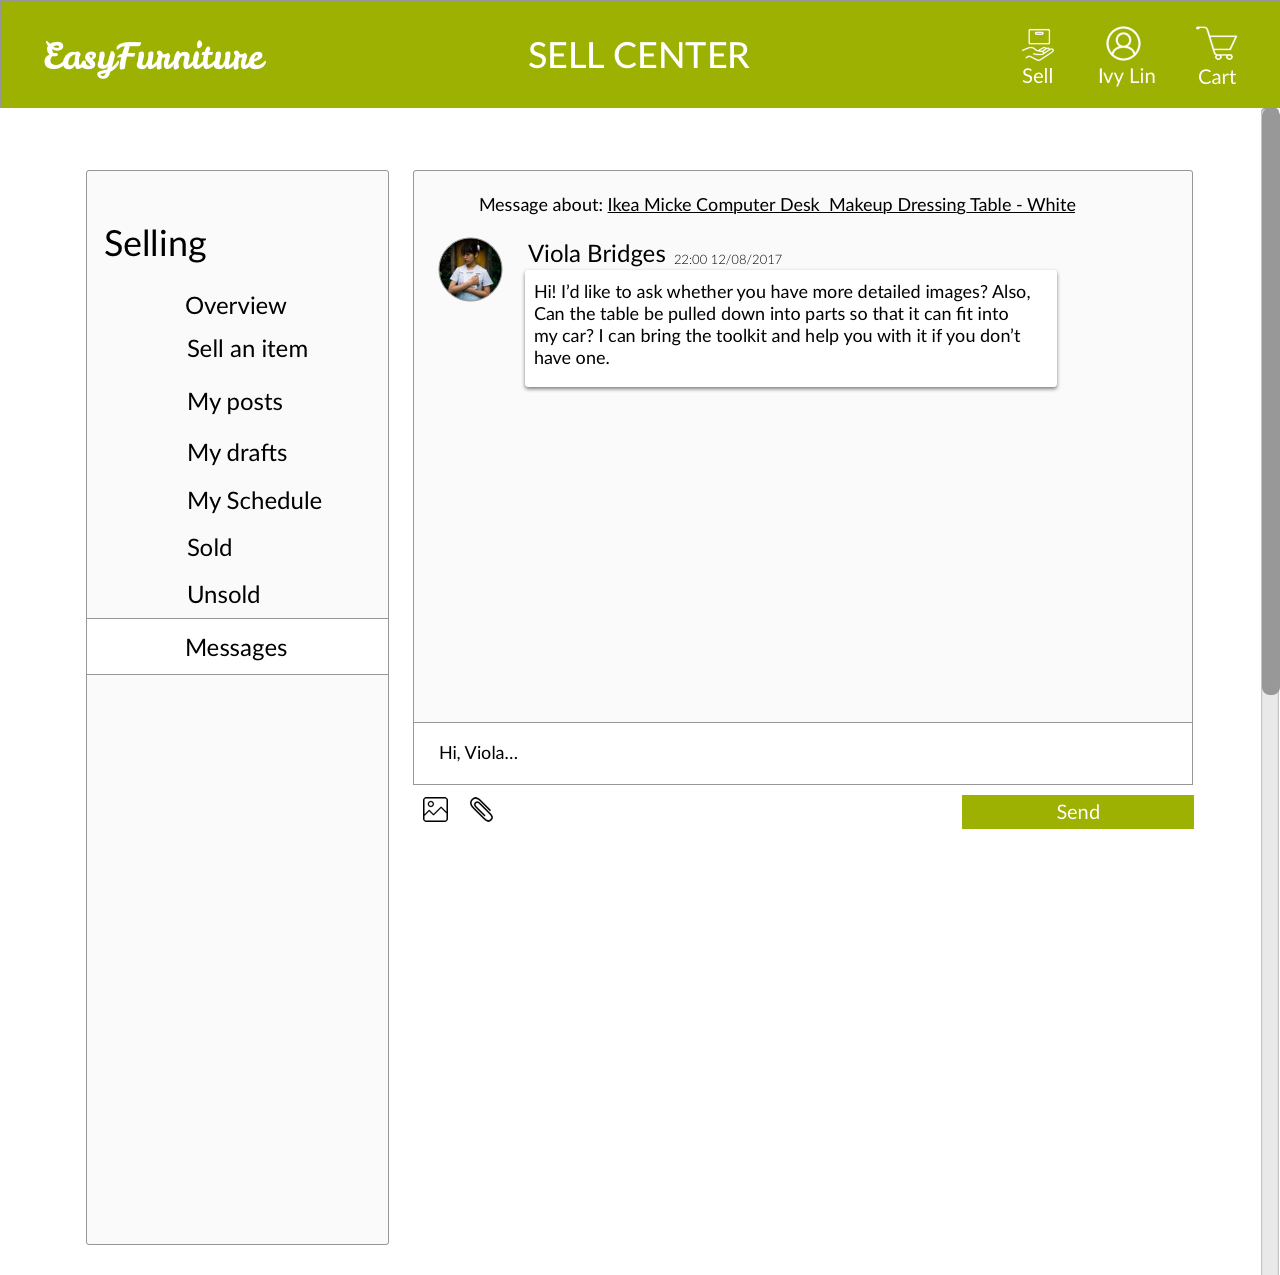 EasyFurniture
SELL CENTER
Sell
Ivy Lin
Cart
Selling
Overview
Sell an item
My posts
My drafts
My Schedule
Sold
Unsold
Messages
Message about: Ikea Micke Computer Desk  Makeup Dressing Table - White
Viola Bridges 22:00 12/08/2017
Hi! I’d like to ask whether you have more detailed images? Also,
Can the table be pulled down into parts so that it can fit into
my car? I can bring the toolkit and help you with it if you don’t
have one.
Hi, Viola...
Send